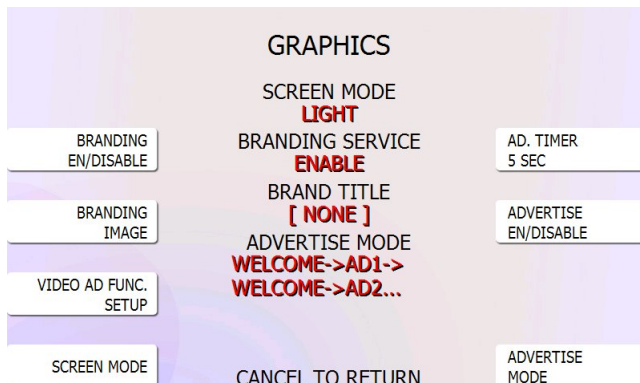 GRAPHICS
SCREEN MODE
LIGHT
BRANDING SERVICE
ENABLE
BRAND TITLE
[ NONE ]
ADVERTISE MODE
WELCOME->AD1->
WELCOME->AD2...
CANCEL TO RETURN
BRANDING
EN/DISABLE
BRANDING
IMAGE
VIDEO AD FUNC.
SETUP
SCREEN MODE
AD. TIMER
5 SEC
ADVERTISE
EN/DISABLE
ADVERTISE
MODE